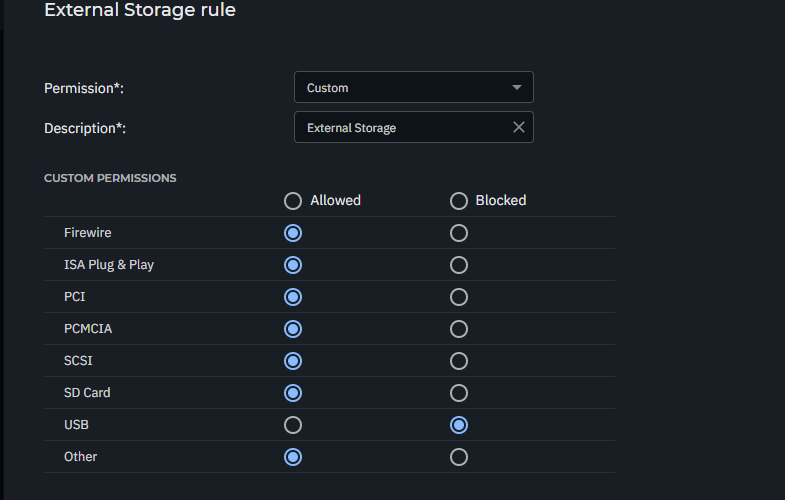 External Storage rule
Permission*: Custom
Description*: External Storage
CUSTOM PERMISSIONS
Allowed Blocked
Firewire
ISA Plug & Play
PCI
PCMCIA
SCSI
SD Card
USB
Other